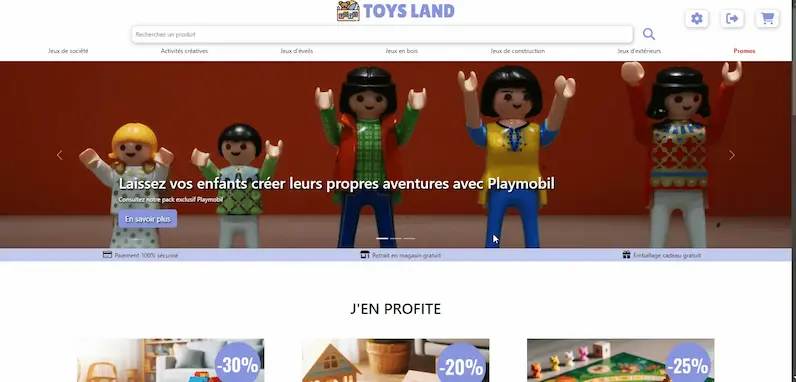 TOYS LAND
Recherchez un produit
Jeux de société
Activités créatives
Jeux d'éveils
Jeux en bois
Jeux de construction
Jeux d'extérieurs
Promos
Laissez vos enfants créer leurs propres aventures avec Playmobil
Consultez notre pack exclusif Playmobil
En savoir plus
Paiement 100% sécurisé
Retrait en magasin gratuit
Emballage cadeau gratuit
J'EN PROFITE
-30%
-20%
-25%